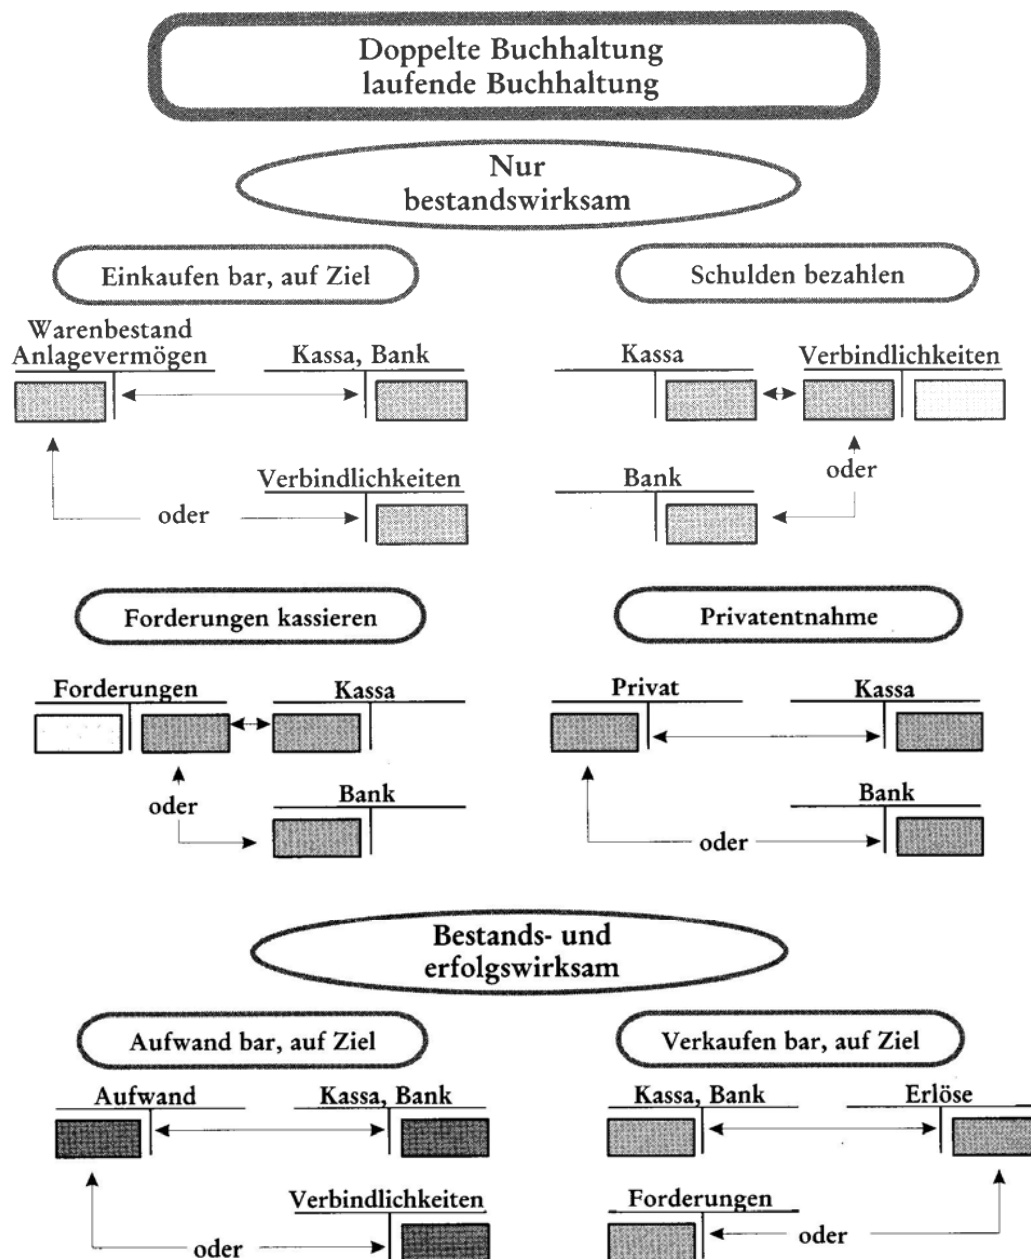 Doppelte Buchhaltung
laufende Buchhaltung
Nur
bestandswirksam
Einkaufen bar, auf Ziel
Schulden bezahlen
Warenbestand
Anlagevermögen
Kassa, Bank
Kassa
Verbindlichkeiten
oder
Verbindlichkeiten
Bank
oder
Forderungen kassieren
Privatentnahme
Forderungen
Kassa
Privat
Kassa
oder
Bank
Bank
oder
Bestands- und
erfolgswirksam
Aufwand bar, auf Ziel
Verkaufen bar, auf Ziel
Aufwand
Kassa, Bank
Kassa, Bank
Erlöse
Verbindlichkeiten
Forderungen
oder
oder